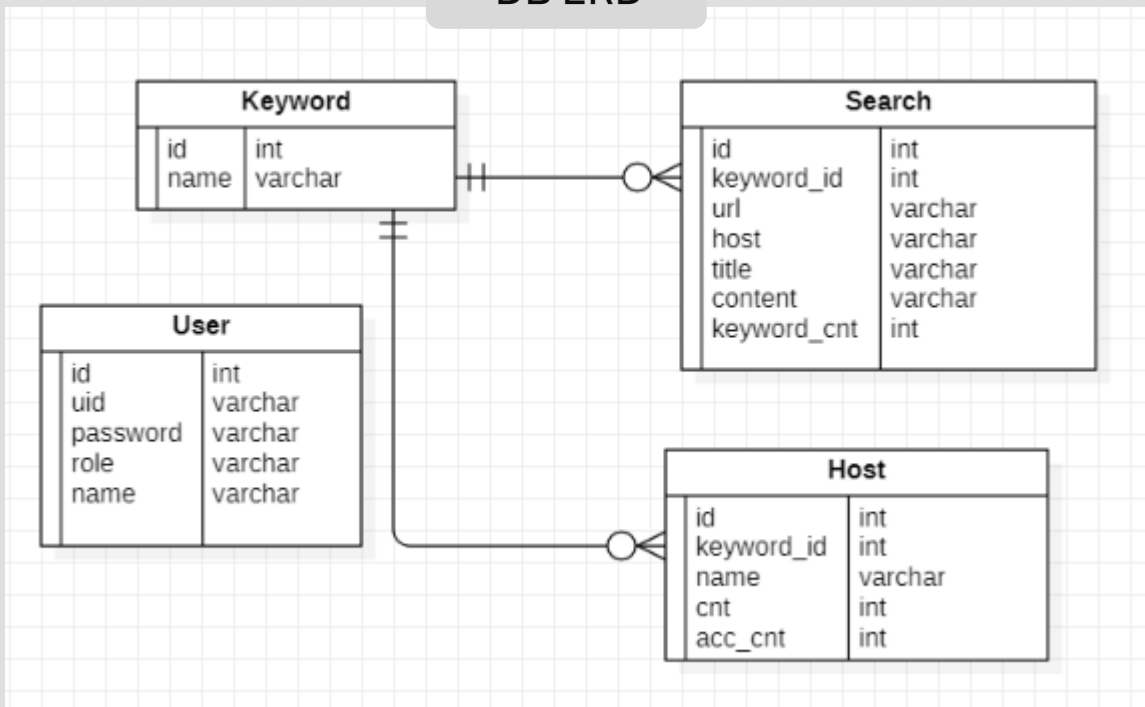 DB ERD
Keyword
id int
name varchar
Search
id int
keyword_id int
url varchar
host varchar
title varchar
content varchar
keyword_cnt int
User
id int
uid varchar
password varchar
role varchar
name varchar
Host
id int
keyword_id int
name varchar
cnt int
acc_cnt int